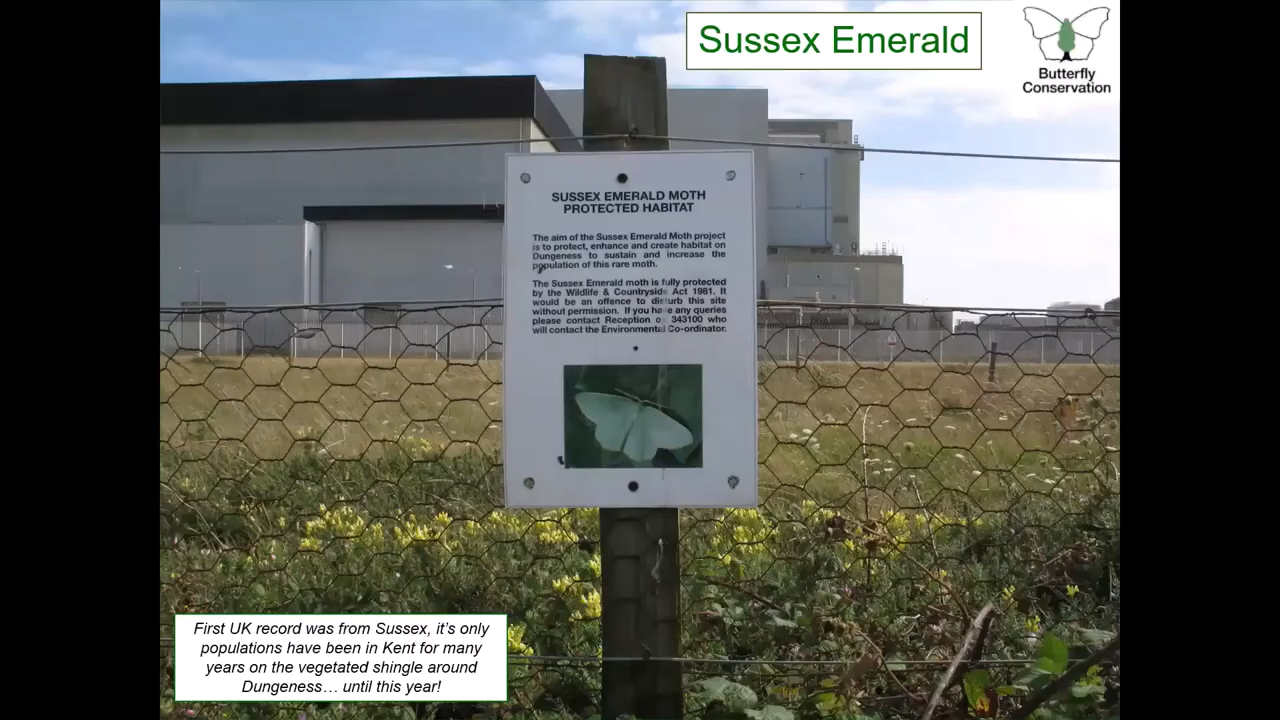 Sussex Emerald
Butterfly
Conservation
SUSSEX EMERALD MOTH
PROTECTED HABITAT
The aim of the Sussex Emerald Moth project
is to protect, enhance and create habitat on
Dungeness to sustain and increase the
population of this rare moth.
The Sussex Emerald moth is fully protected
by the Wildlife & Countryside Act 1981. It
would be an offence to disturb this site
without permission. If you have any queries
please contact Reception on 343100 who
will contact the Environmental Co-ordinator.
First UK record was from Sussex, it's only
populations have been in Kent for many
years on the vegetated shingle around
Dungeness… until this year!